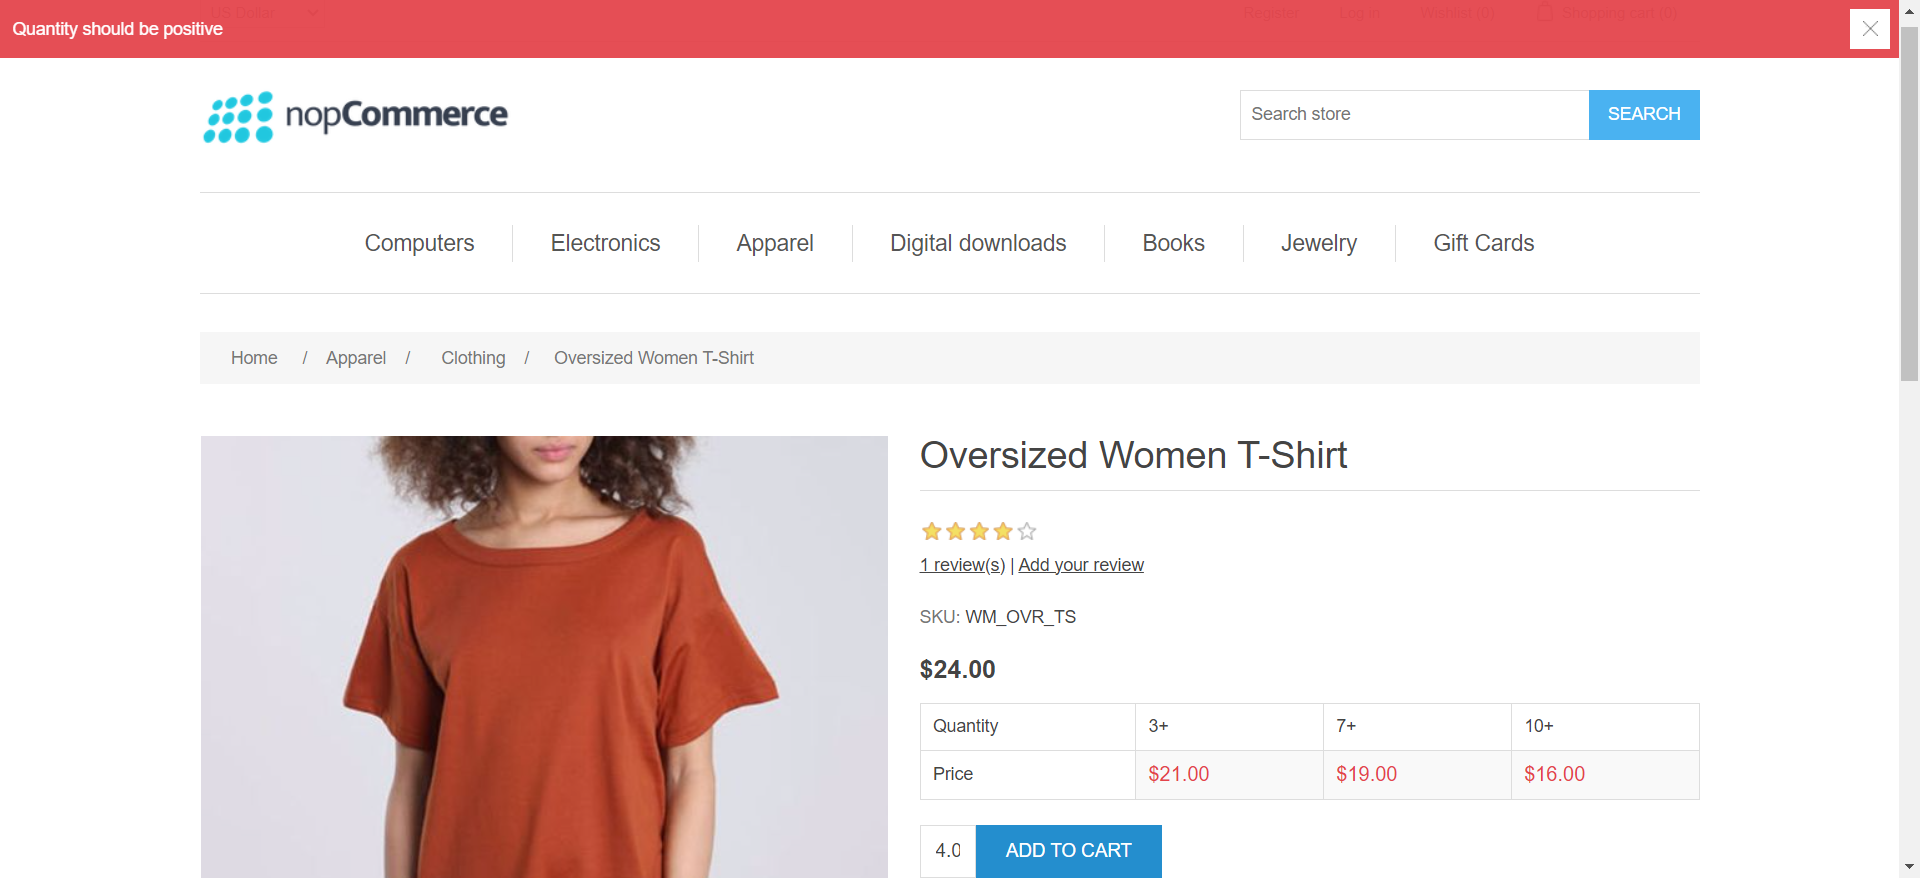 US Dollar
Register Log in Wishlist (0) Shopping cart (0)
Quantity should be positive
nopCommerce
Search store SEARCH
Computers Electronics Apparel Digital downloads Books Jewelry Gift Cards
Home / Apparel / Clothing / Oversized Women T-Shirt
Oversized Women T-Shirt
1 review(s) | Add your review
SKU: WM_OVR_TS
$24.00
Quantity 3+ 7+ 10+
Price $21.00 $19.00 $16.00
4.0 ADD TO CART